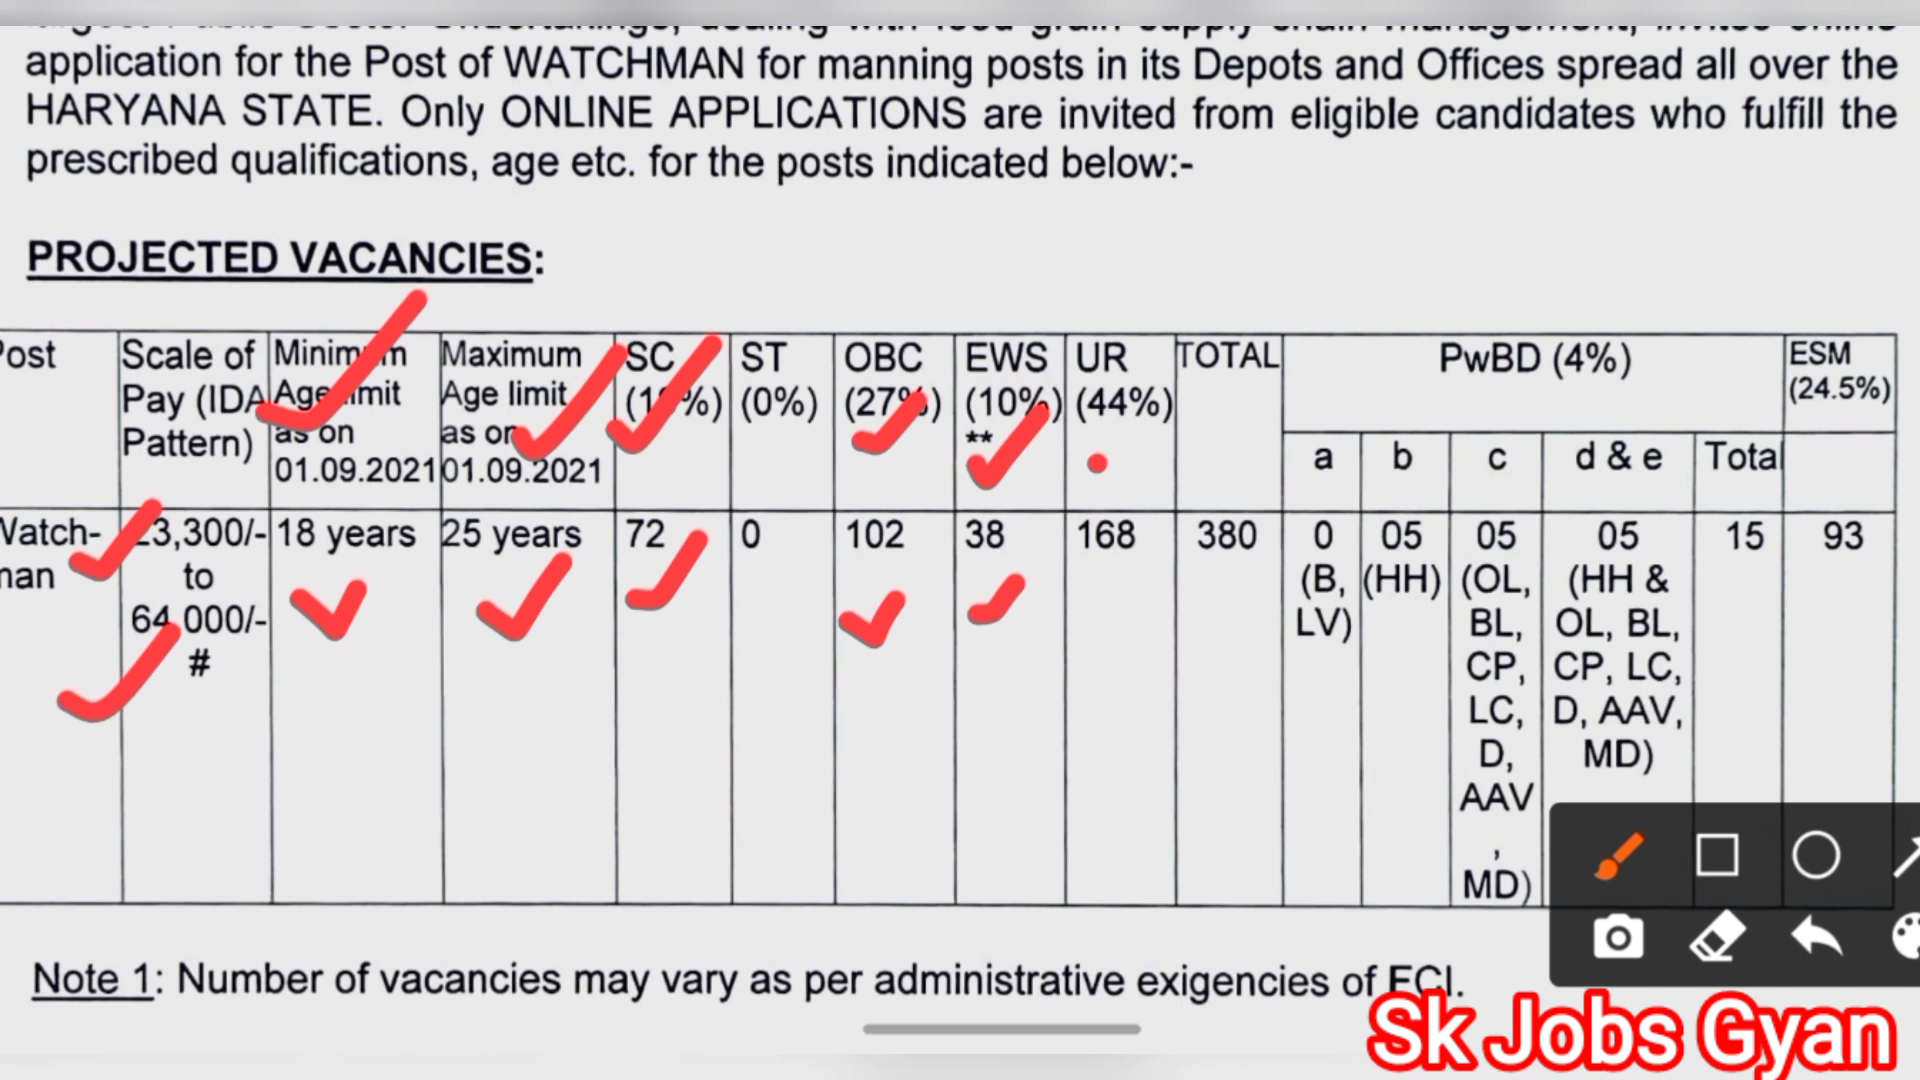 application for the Post of WATCHMAN for manning posts in its Depots and Offices spread all over the
HARYANA STATE. Only ONLINE APPLICATIONS are invited from eligible candidates who fulfill the
prescribed qualifications, age etc. for the posts indicated below:-
PROJECTED VACANCIES:
Post Scale of Pay (IDA Pattern) Minimum Age limit as on 01.09.2021 Maximum Age limit as on 01.09.2021 SC ST (0%) OBC (27%) EWS (10%) ** UR (44%) TOTAL PwBD (4%) ESM (24.5%)
a b c d & e Total
Watch-man 23,300/- to 64,000/- # 18 years 25 years 72 0 102 38 168 380 0 (B, LV) 05 (HH) 05 (OL, BL, CP, LC, D, AAV , MD) 05 (HH & OL, BL, CP, LC, D, AAV, MD) 15 93
Note 1: Number of vacancies may vary as per administrative exigencies of FCI.
Sk Jobs Gyan